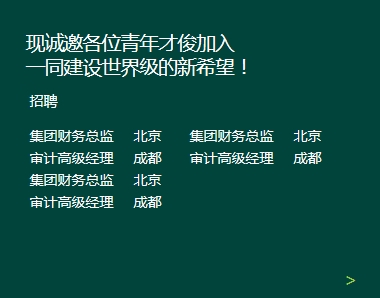 现诚邀各位青年才俊加入
一同建设世界级的新希望！
招聘
集团财务总监 北京 集团财务总监 北京
审计高级经理 成都 审计高级经理 成都
集团财务总监 北京
审计高级经理 成都
>